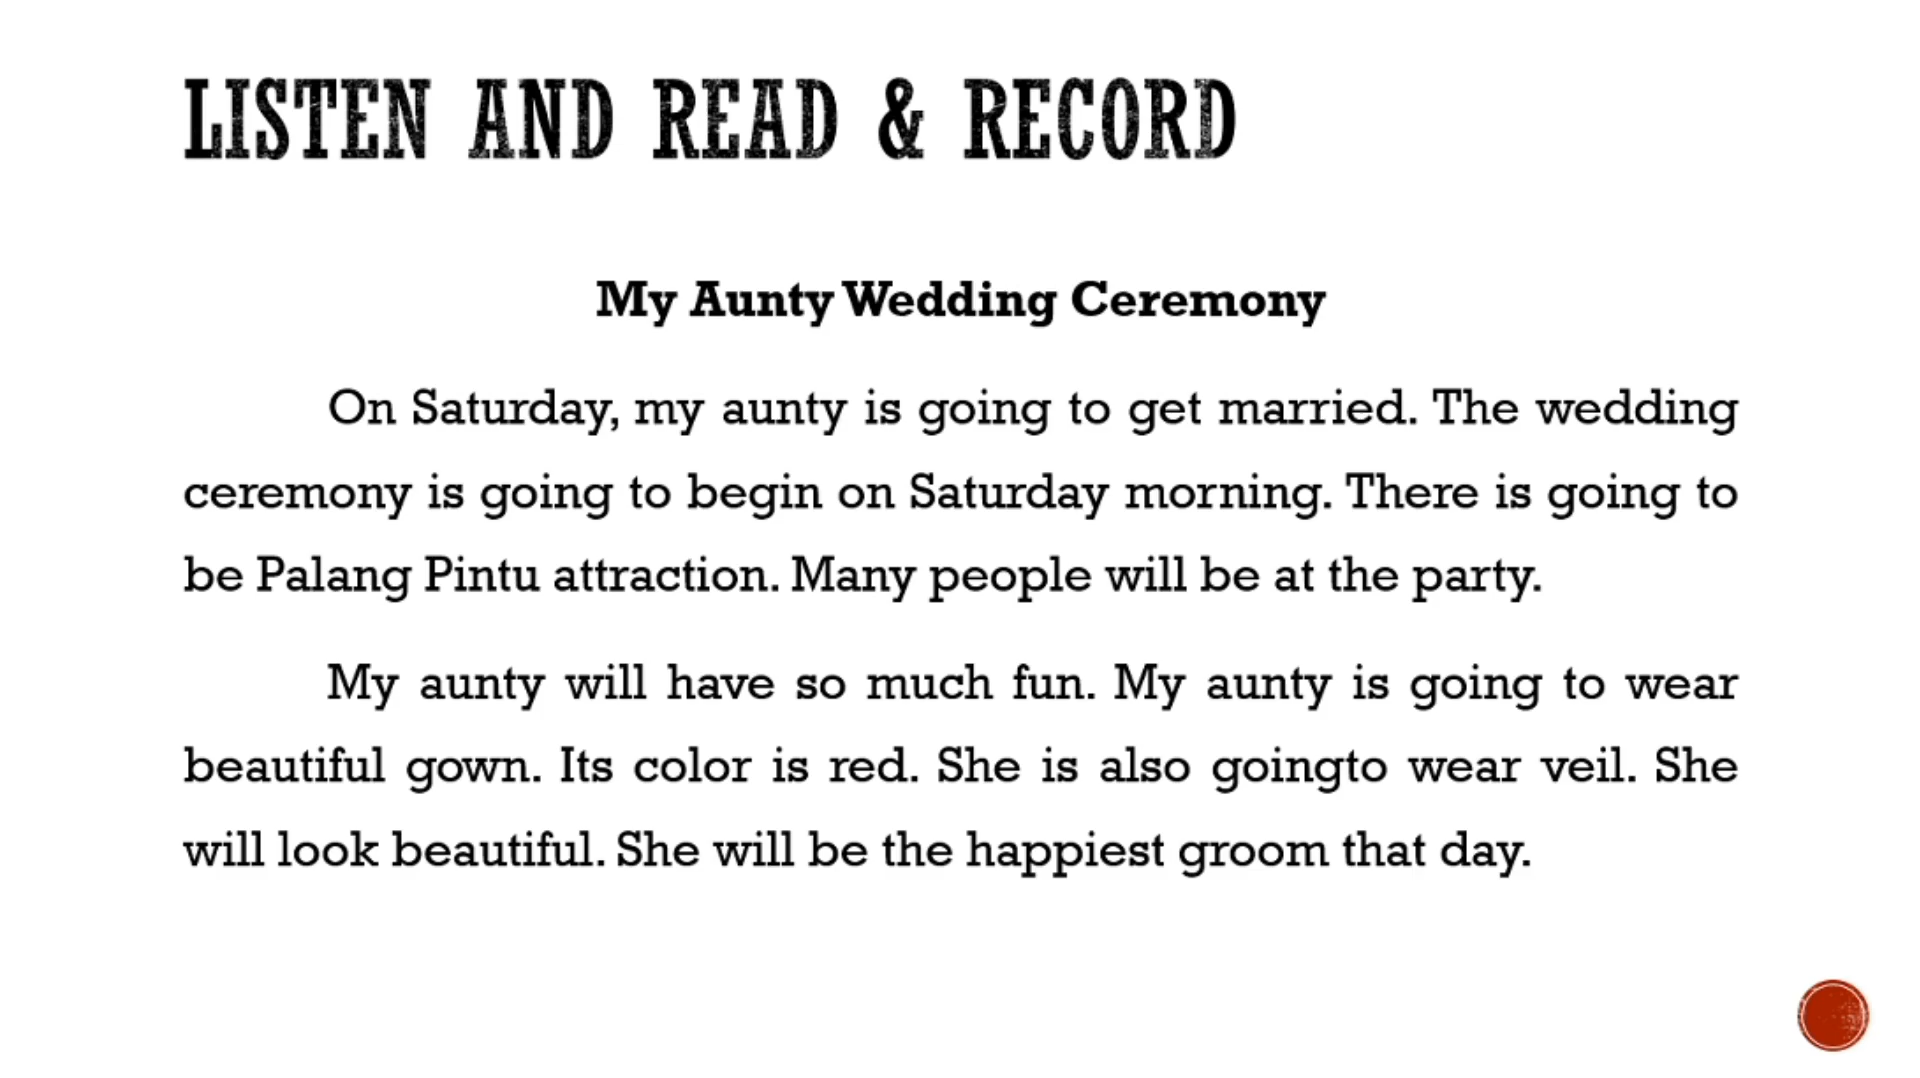 LISTEN AND READ & RECORD
My Aunty Wedding Ceremony
On Saturday, my aunty is going to get married. The wedding
ceremony is going to begin on Saturday morning. There is going to
be Palang Pintu attraction. Many people will be at the party.
My aunty will have so much fun. My aunty is going to wear
beautiful gown. Its color is red. She is also goingto wear veil. She
will look beautiful. She will be the happiest groom that day.